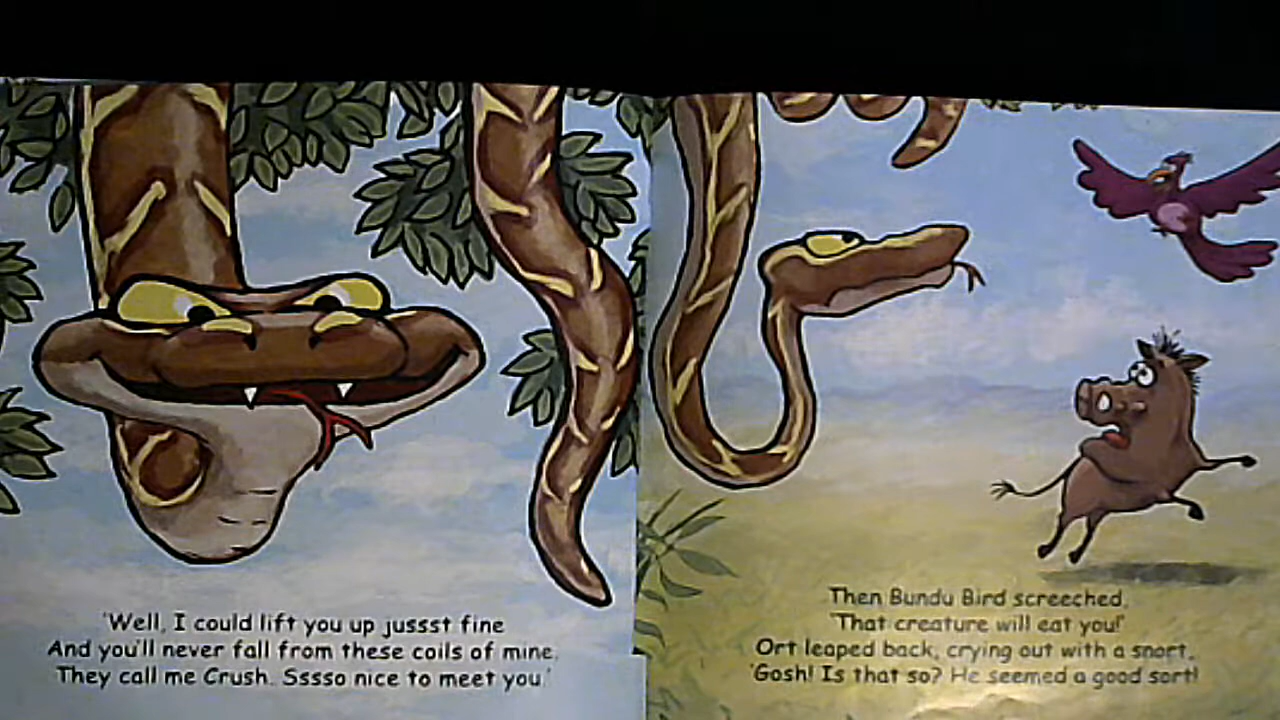 'Well, I could lift you up jussst fine
And you'll never fall from these coils of mine.
They call me Crush. Sssso nice to meet you.'
Then Bundu Bird screeched,
'That creature will eat you!'
Ort leaped back, crying out with a snort,
'Gosh! Is that so? He seemed a good sort!'